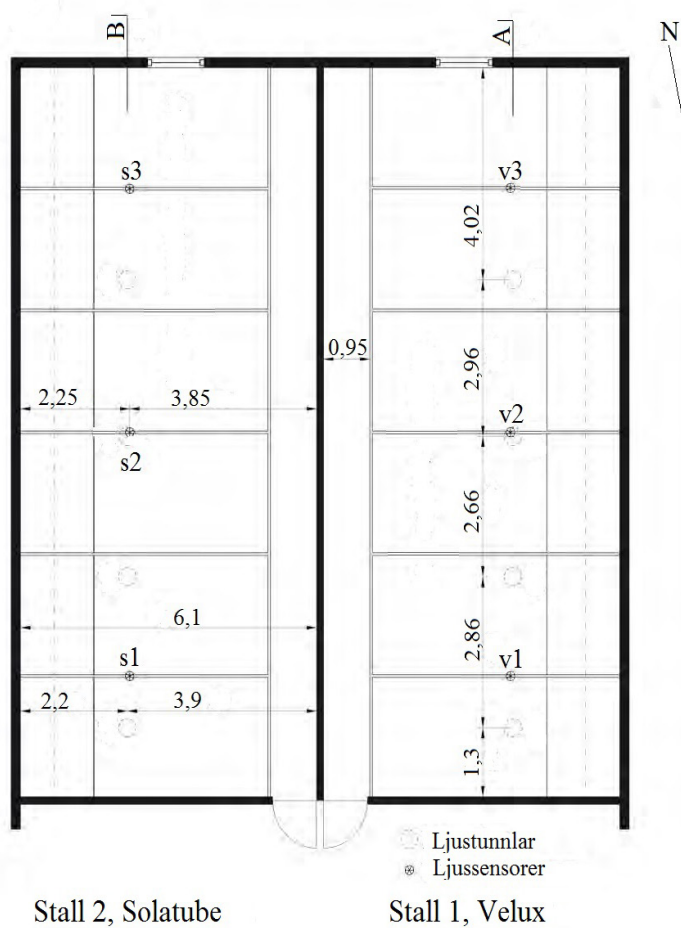 B
A
N
s3
v3
4,02
0,95
2,96
2,25
3,85
s2
v2
2,66
6,1
2,86
s1
v1
2,2
3,9
1,3
Ljustunnlar
Ljussensorer
Stall 2, Solatube
Stall 1, Velux